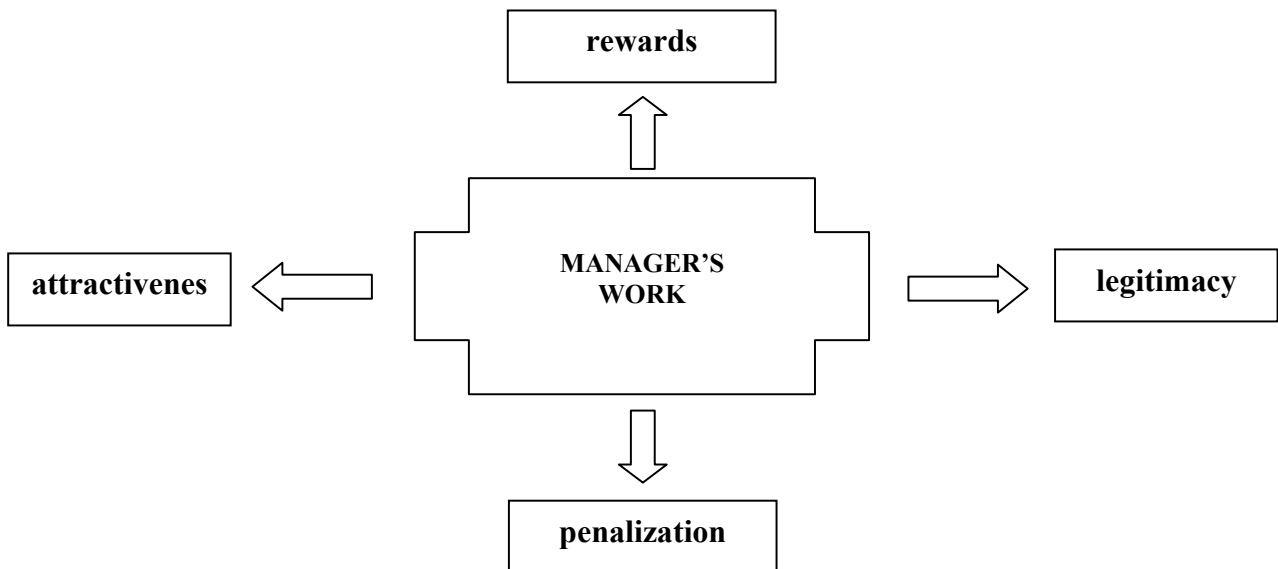 rewards
MANAGER’S
WORK
attractivenes
legitimacy
penalization